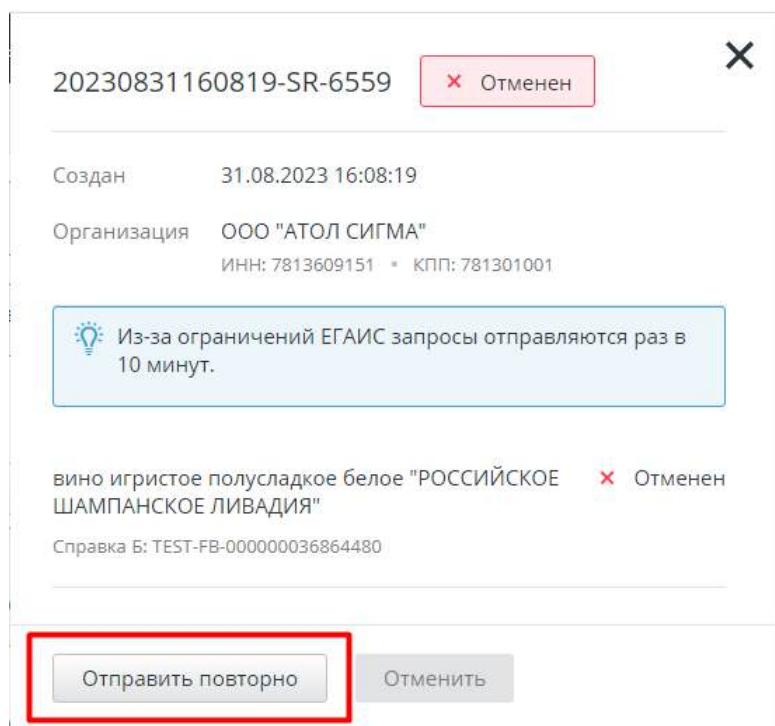 20230831160819-SR-6559
Отменен
Создан 31.08.2023 16:08:19
Организация ООО "АТОЛ СИГМА"
ИНН: 7813609151 • КПП: 781301001
Из-за ограничений ЕГАИС запросы отправляются раз в
10 минут.
вино игристое полусладкое белое "РОССИЙСКОЕ
ШАМПАНСКОЕ ЛИВАДИЯ"
Отменен
Справка Б: TEST-FB-000000036864480
Отправить повторно
Отменить